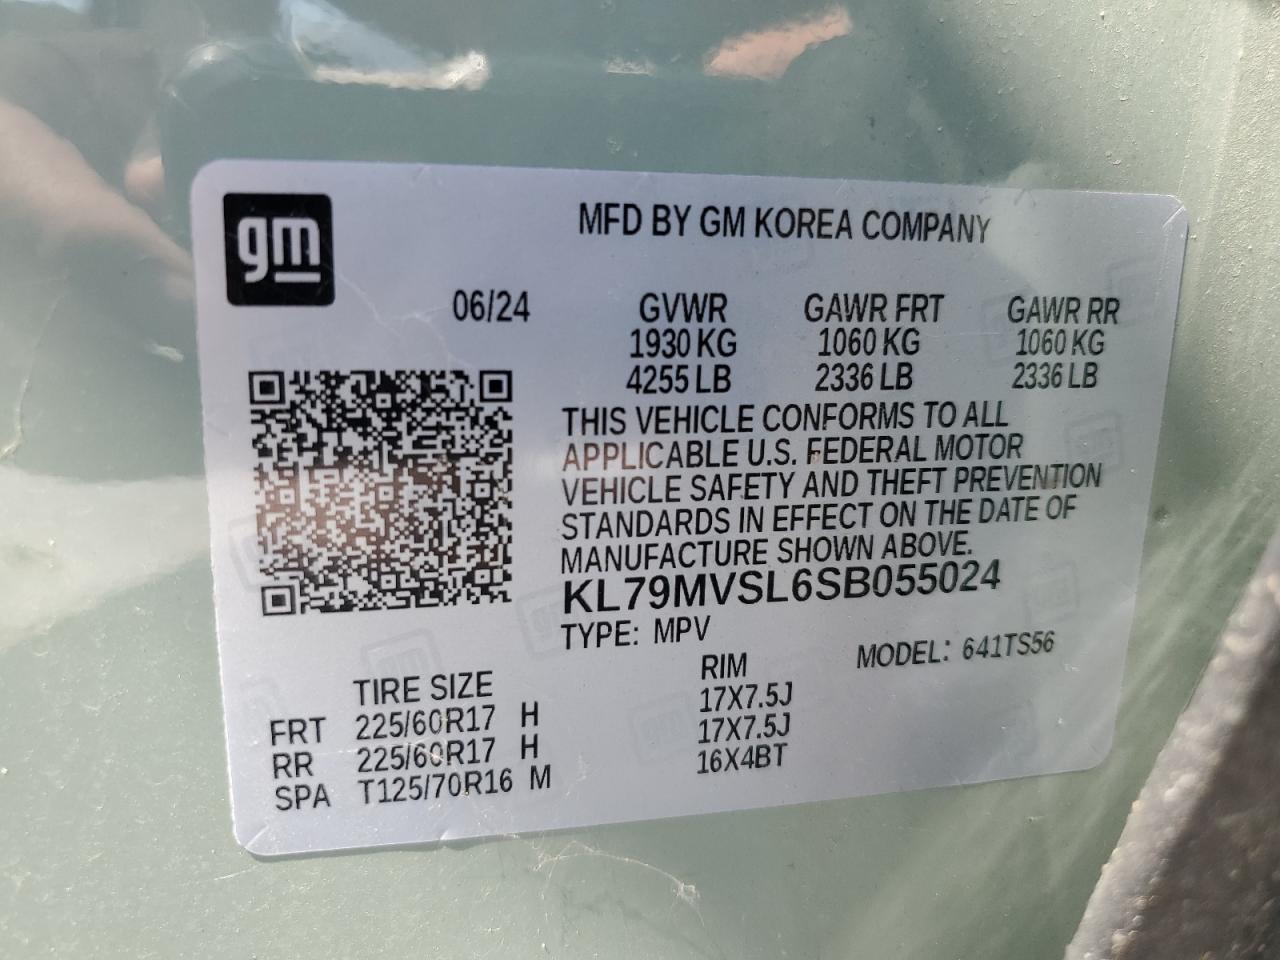 gm
MFD BY GM KOREA COMPANY
06/24 GVWR GAWR FRT GAWR RR
1930 KG 1060 KG 1060 KG
4255 LB 2336 LB 2336 LB
THIS VEHICLE CONFORMS TO ALL
APPLICABLE U.S. FEDERAL MOTOR
VEHICLE SAFETY AND THEFT PREVENTION
STANDARDS IN EFFECT ON THE DATE OF
MANUFACTURE SHOWN ABOVE.
KL79MVSL6SB055024
TYPE: MPV MODEL: 641TS56
TIRE SIZE RIM
FRT 225/60R17 H 17X7.5J
RR 225/60R17 H 17X7.5J
SPA T125/70R16 M 16X4BT